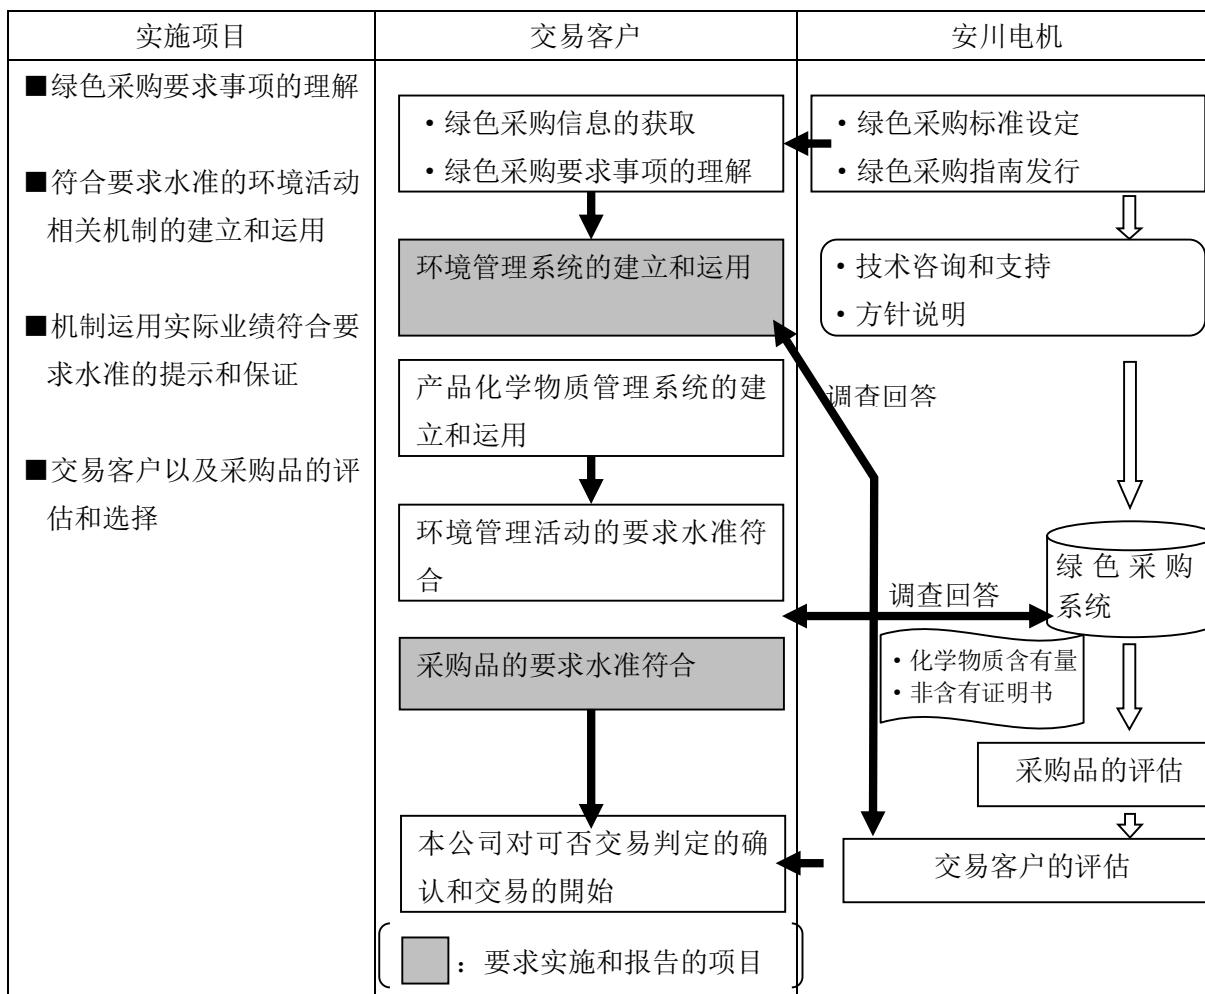 实施项目
交易客户
安川电机
■绿色采购要求事项的理解
■符合要求水准的环境活动
相关机制的建立和运用
■机制运用实际业绩符合要
求水准的提示和保证
■交易客户以及采购品的评
估和选择
・绿色采购信息的获取
・绿色采购要求事项的理解
环境管理系统的建立和运用
产品化学物质管理系统的建
立和运用
环境管理活动的要求水准符
合
采购品的要求水准符合
本公司对可否交易判定的确
认和交易的開始
：要求实施和报告的项目
・绿色采购标准设定
・绿色采购指南发行
・技术咨询和支持
・方针说明
调查回答
绿色采购
系统
调查回答
・化学物质含有量
・非含有证明书
采购品的评估
交易客户的评估